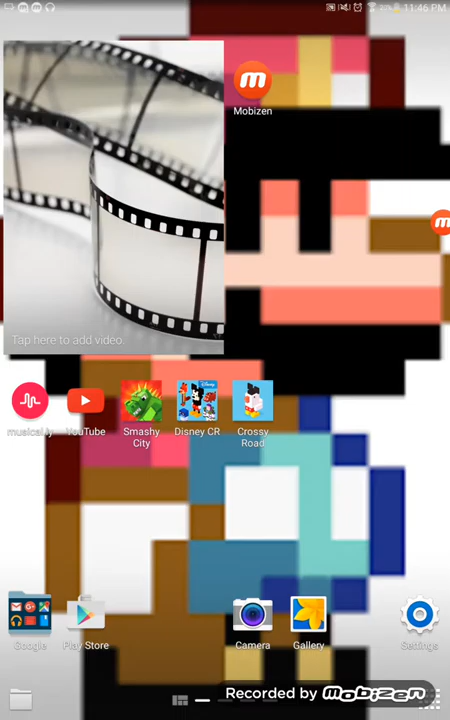 20% 11:46 PM
Mobizen
Tap here to add video.
musical.ly YouTube Smashy City Disney CR Crossy Road
Google Play Store Camera Gallery Settings
Recorded by mobizen